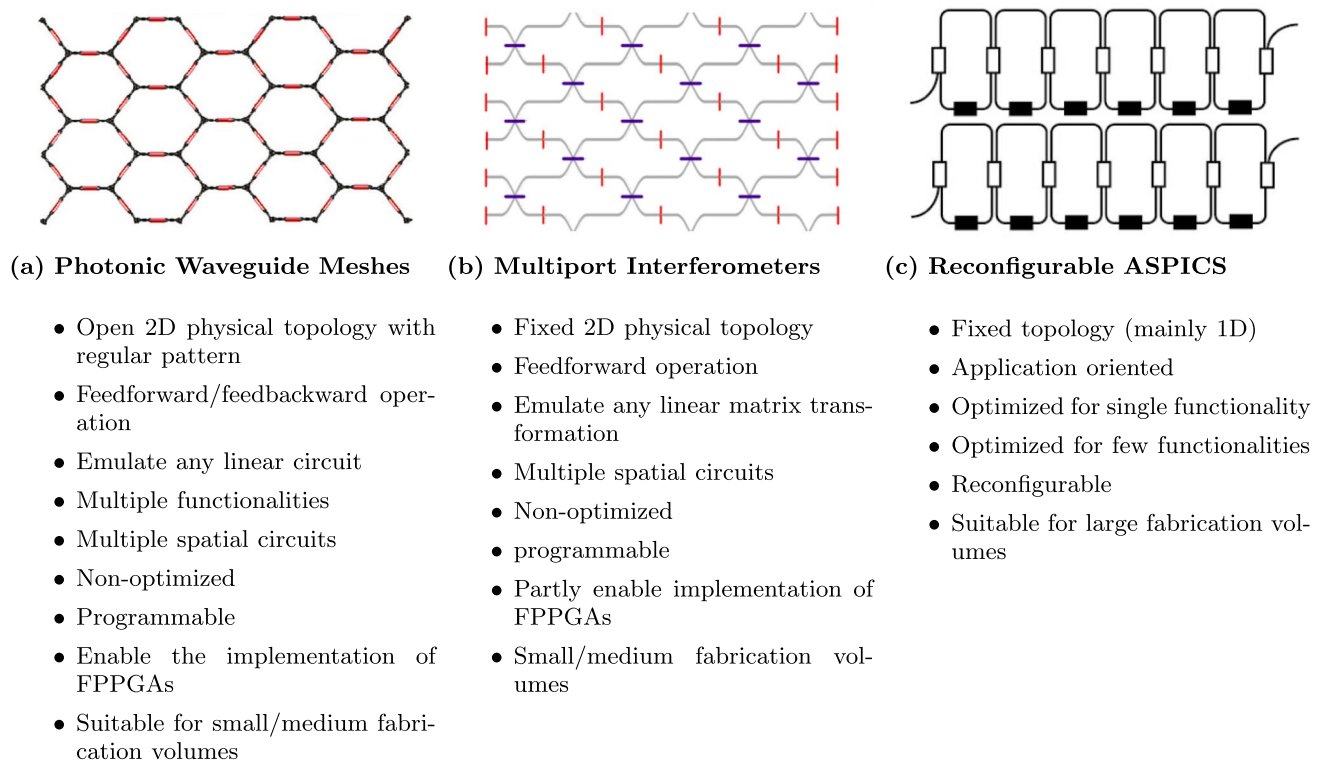 (a) Photonic Waveguide Meshes
• Open 2D physical topology with
regular pattern
• Feedforward/feedbackward oper-
ation
• Emulate any linear circuit
• Multiple functionalities
• Multiple spatial circuits
• Non-optimized
• Programmable
• Enable the implementation of
FPPGAs
• Suitable for small/medium fabri-
cation volumes
(b) Multiport Interferometers
• Fixed 2D physical topology
• Feedforward operation
• Emulate any linear matrix trans-
formation
• Multiple spatial circuits
• Non-optimized
• programmable
• Partly enable implementation of
FPPGAs
• Small/medium fabrication vol-
umes
(c) Reconfigurable ASPICS
• Fixed topology (mainly 1D)
• Application oriented
• Optimized for single functionality
• Optimized for few functionalities
• Reconfigurable
• Suitable for large fabrication vol-
umes